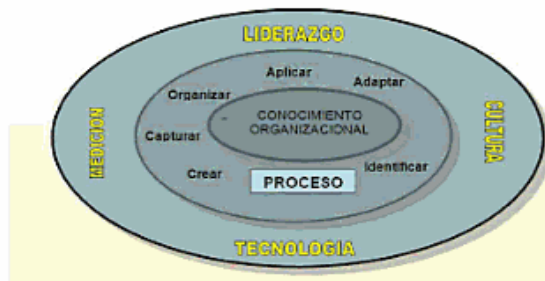 LIDERAZGO
Aplicar
Adaptar
Organizar
CONOCIMIENTO
ORGANIZACIONAL
MEDICION
CULTURA
Capturar
Crear
PROCESO
Identificar
TECNOLOGIA